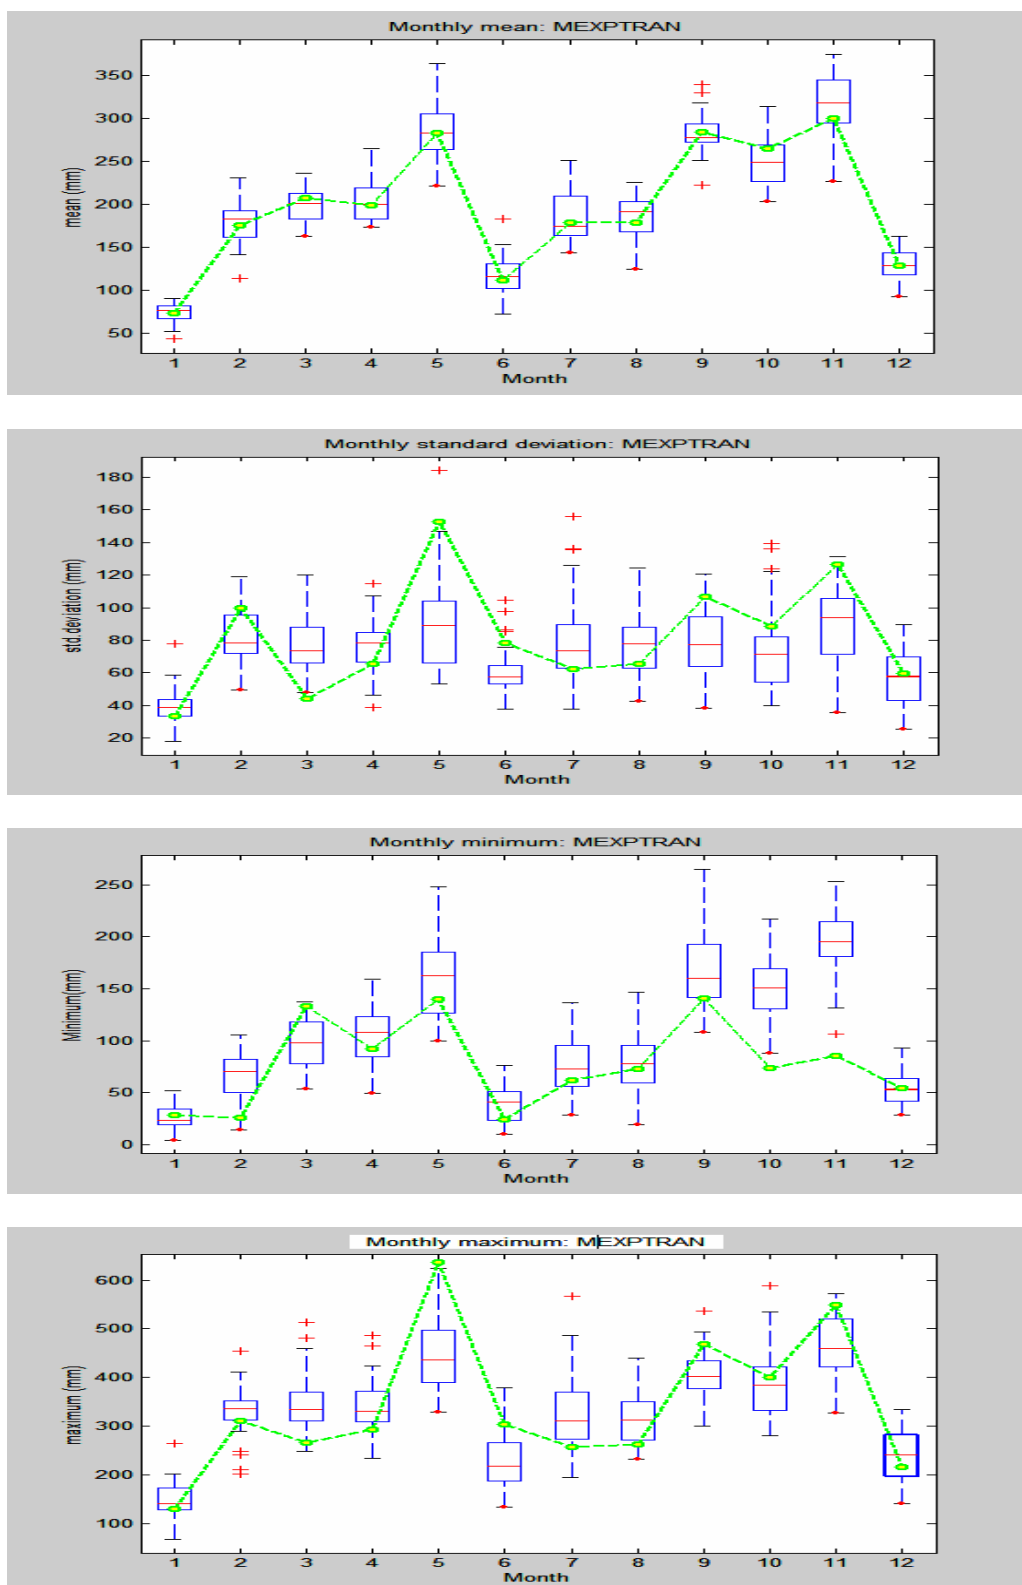 Monthly mean: MEXPTRAN
350
300
250
200
150
100
50
mean (mm)
1 2 3 4 5 6 7 8 9 10 11 12
Month
Monthly standard deviation: MEXPTRAN
180
160
140
120
100
80
60
40
20
std.deviation (mm)
1 2 3 4 5 6 7 8 9 10 11 12
Month
Monthly minimum: MEXPTRAN
250
200
150
100
50
0
Minimum(mm)
1 2 3 4 5 6 7 8 9 10 11 12
Month
Monthly maximum: MEXPTRAN
600
500
400
300
200
100
maximum (mm)
1 2 3 4 5 6 7 8 9 10 11 12
Month